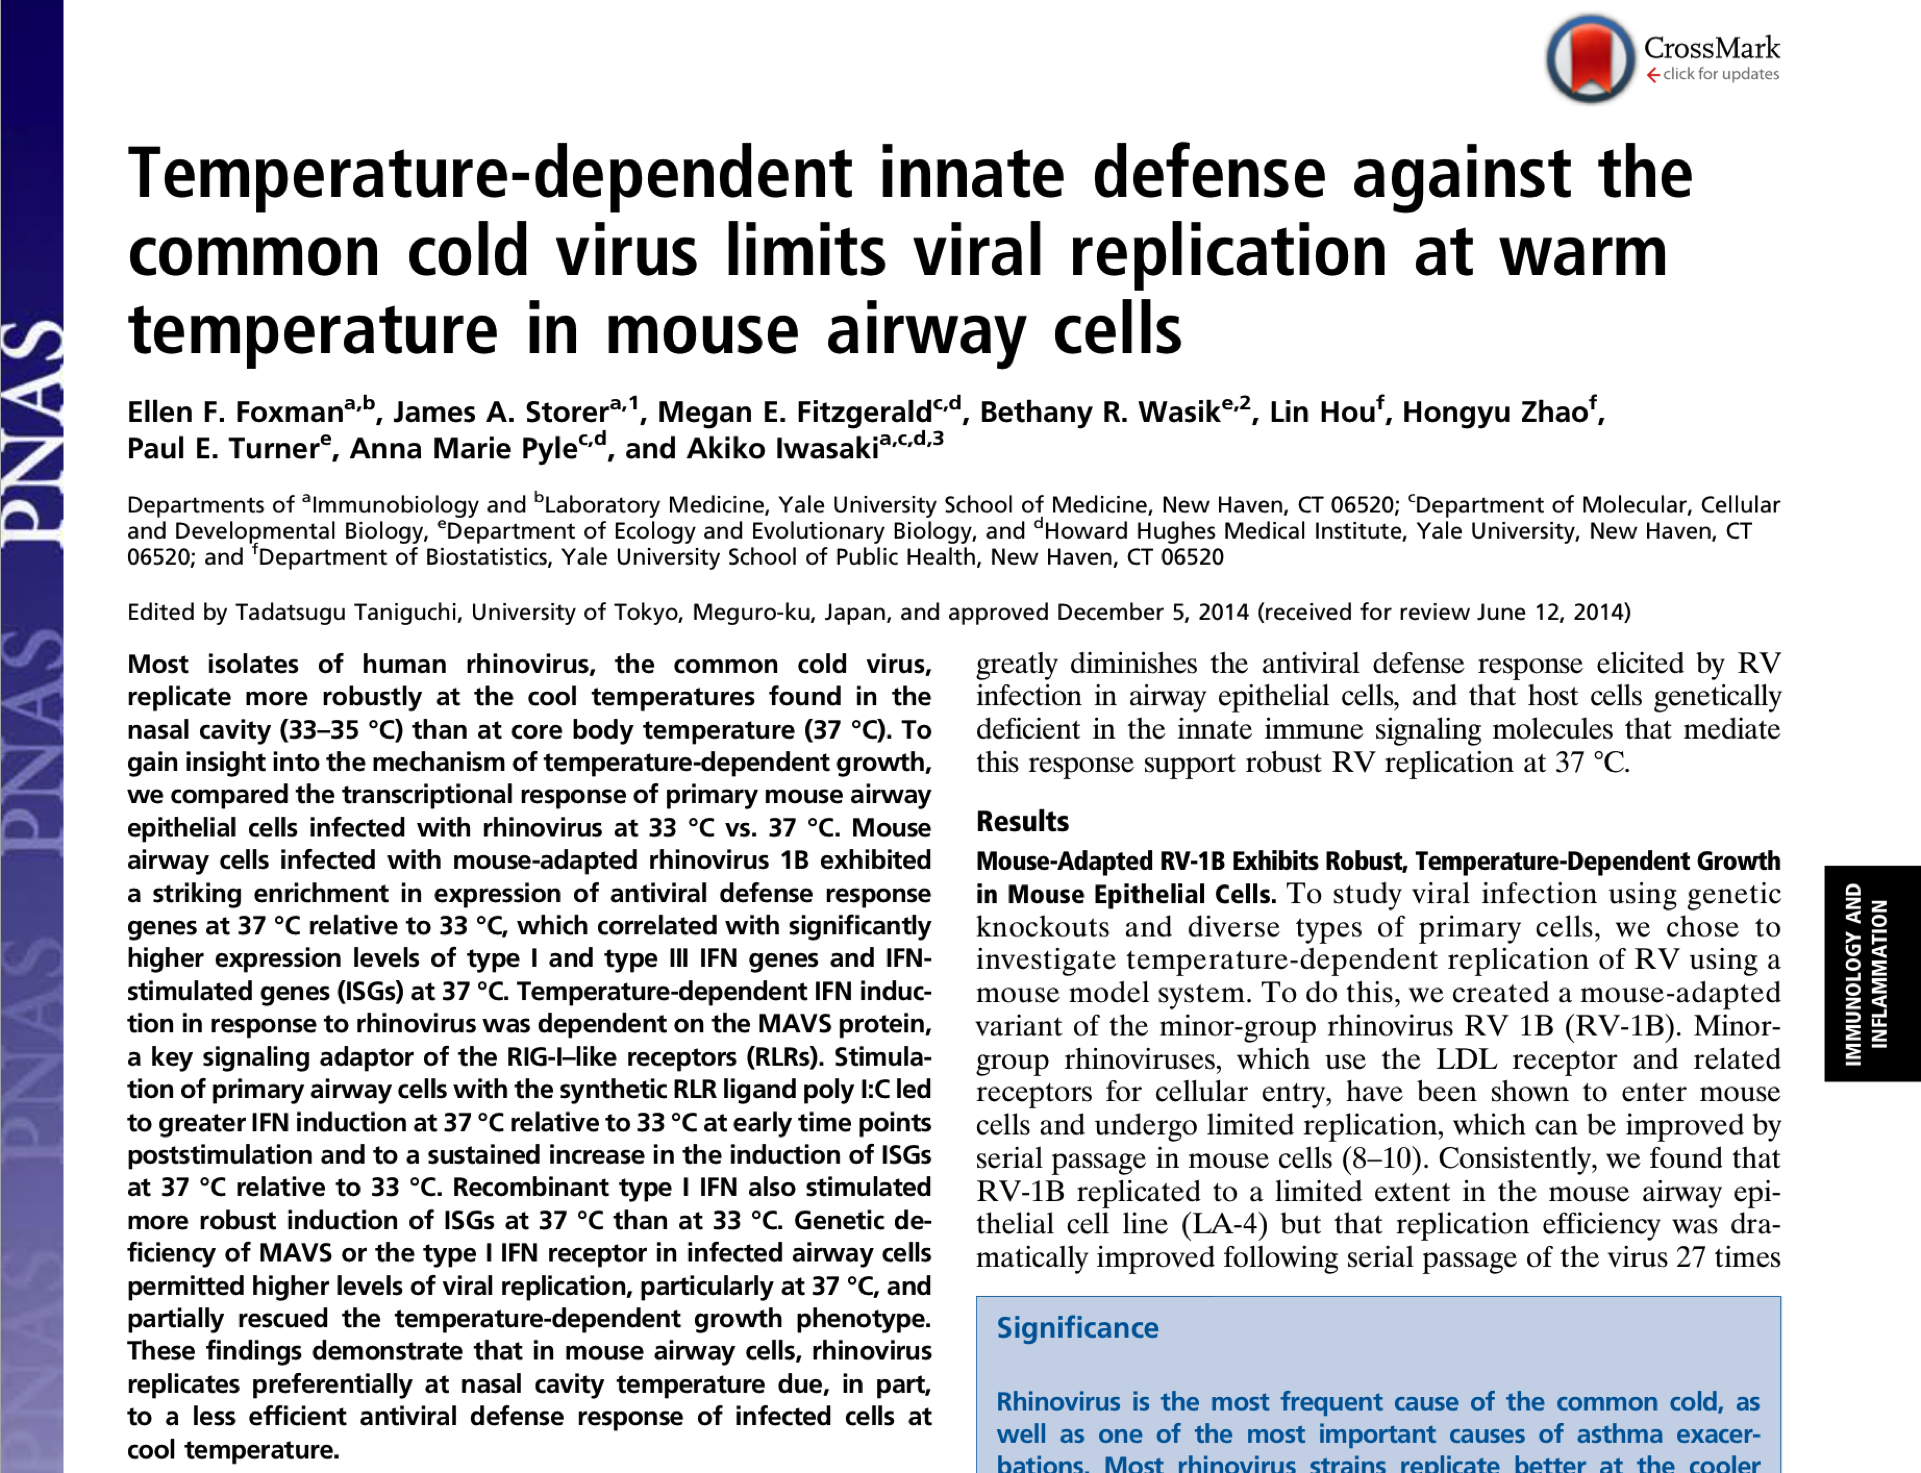 CrossMark
click for updates
Temperature-dependent innate defense against the
common cold virus limits viral replication at warm
temperature in mouse airway cells
Ellen F. Foxmana,b, James A. Storera,1, Megan E. Fitzgeraldc,d, Bethany R. Wasike,2, Lin Houf, Hongyu Zhaof,
Paul E. Turnere, Anna Marie Pylec,d, and Akiko Iwasakia,c,d,3
Departments of aImmunobiology and bLaboratory Medicine, Yale University School of Medicine, New Haven, CT 06520; cDepartment of Molecular, Cellular
and Developmental Biology, eDepartment of Ecology and Evolutionary Biology, and dHoward Hughes Medical Institute, Yale University, New Haven, CT
06520; and fDepartment of Biostatistics, Yale University School of Public Health, New Haven, CT 06520
Edited by Tadatsugu Taniguchi, University of Tokyo, Meguro-ku, Japan, and approved December 5, 2014 (received for review June 12, 2014)
Most isolates of human rhinovirus, the common cold virus,
replicate more robustly at the cool temperatures found in the
nasal cavity (33–35 °C) than at core body temperature (37 °C). To
gain insight into the mechanism of temperature-dependent growth,
we compared the transcriptional response of primary mouse airway
epithelial cells infected with rhinovirus at 33 °C vs. 37 °C. Mouse
airway cells infected with mouse-adapted rhinovirus 1B exhibited
a striking enrichment in expression of antiviral defense response
genes at 37 °C relative to 33 °C, which correlated with significantly
higher expression levels of type I and type III IFN genes and IFN-
stimulated genes (ISGs) at 37 °C. Temperature-dependent IFN induc-
tion in response to rhinovirus was dependent on the MAVS protein,
a key signaling adaptor of the RIG-I–like receptors (RLRs). Stimula-
tion of primary airway cells with the synthetic RLR ligand poly I:C led
to greater IFN induction at 37 °C relative to 33 °C at early time points
poststimulation and to a sustained increase in the induction of ISGs
at 37 °C relative to 33 °C. Recombinant type I IFN also stimulated
more robust induction of ISGs at 37 °C than at 33 °C. Genetic de-
ficiency of MAVS or the type I IFN receptor in infected airway cells
permitted higher levels of viral replication, particularly at 37 °C, and
partially rescued the temperature-dependent growth phenotype.
These findings demonstrate that in mouse airway cells, rhinovirus
replicates preferentially at nasal cavity temperature due, in part,
to a less efficient antiviral defense response of infected cells at
cool temperature.
greatly diminishes the antiviral defense response elicited by RV
infection in airway epithelial cells, and that host cells genetically
deficient in the innate immune signaling molecules that mediate
this response support robust RV replication at 37 °C.
Results
Mouse-Adapted RV-1B Exhibits Robust, Temperature-Dependent Growth
in Mouse Epithelial Cells. To study viral infection using genetic
knockouts and diverse types of primary cells, we chose to
investigate temperature-dependent replication of RV using a
mouse model system. To do this, we created a mouse-adapted
variant of the minor-group rhinovirus RV 1B (RV-1B). Minor-
group rhinoviruses, which use the LDL receptor and related
receptors for cellular entry, have been shown to enter mouse
cells and undergo limited replication, which can be improved by
serial passage in mouse cells (8–10). Consistently, we found that
RV-1B replicated to a limited extent in the mouse airway epi-
thelial cell line (LA-4) but that replication efficiency was dra-
matically improved following serial passage of the virus 27 times
Significance
Rhinovirus is the most frequent cause of the common cold, as
well as one of the most important causes of asthma exacer-
bations. Most rhinovirus strains replicate better at the cooler
IMMUNOLOGY AND
INFLAMMATION
PNAS
PNAS
PNAS
PNAS